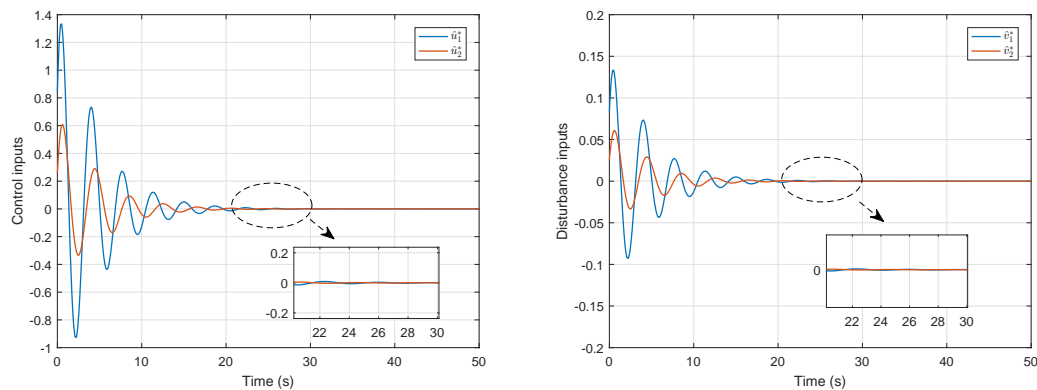 1.4
1.2
1
0.8
0.6
0.4
0.2
0
-0.2
-0.4
-0.6
-0.8
-1
Control inputs
0 10 20 30 40 50
Time (s)
û₁*
û₂*
0.2
0
-0.2
22 24 26 28 30
0.2
0.15
0.1
0.05
0
-0.05
-0.1
-0.15
-0.2
Disturbance inputs
0 10 20 30 40 50
Time (s)
v̂₁*
v̂₂*
0
22 24 26 28 30